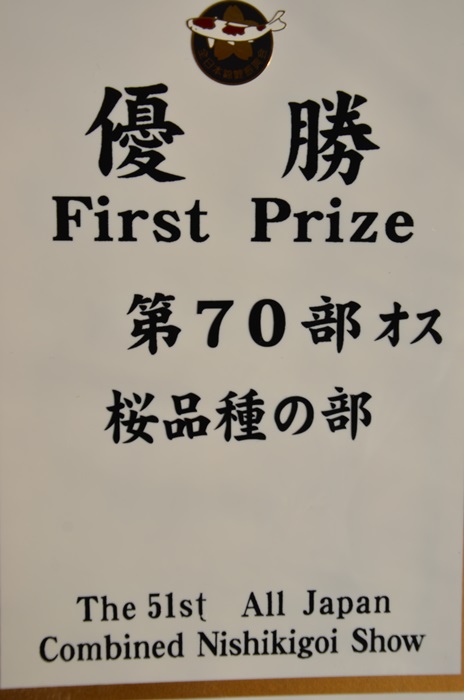 優勝
First Prize
第70部オス
桜品種の部
The 51st All Japan
Combined Nishikigoi Show